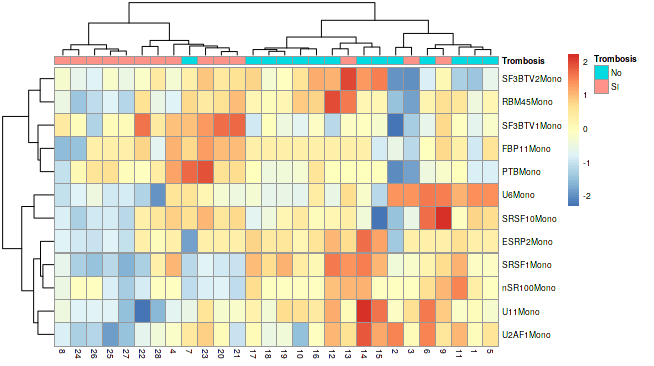 Trombosis
SF3BTV2Mono
RBM45Mono
SF3BTV1Mono
FBP11Mono
PTBMono
U6Mono
SRSF10Mono
ESRP2Mono
SRSF1Mono
nSR100Mono
U11Mono
U2AF1Mono
8 24 26 25 27 22 28 4 7 23 20 21 17 18 19 10 16 12 13 14 15 2 3 6 9 11 1 5
2
1
0
-1
-2
Trombosis
No
SI